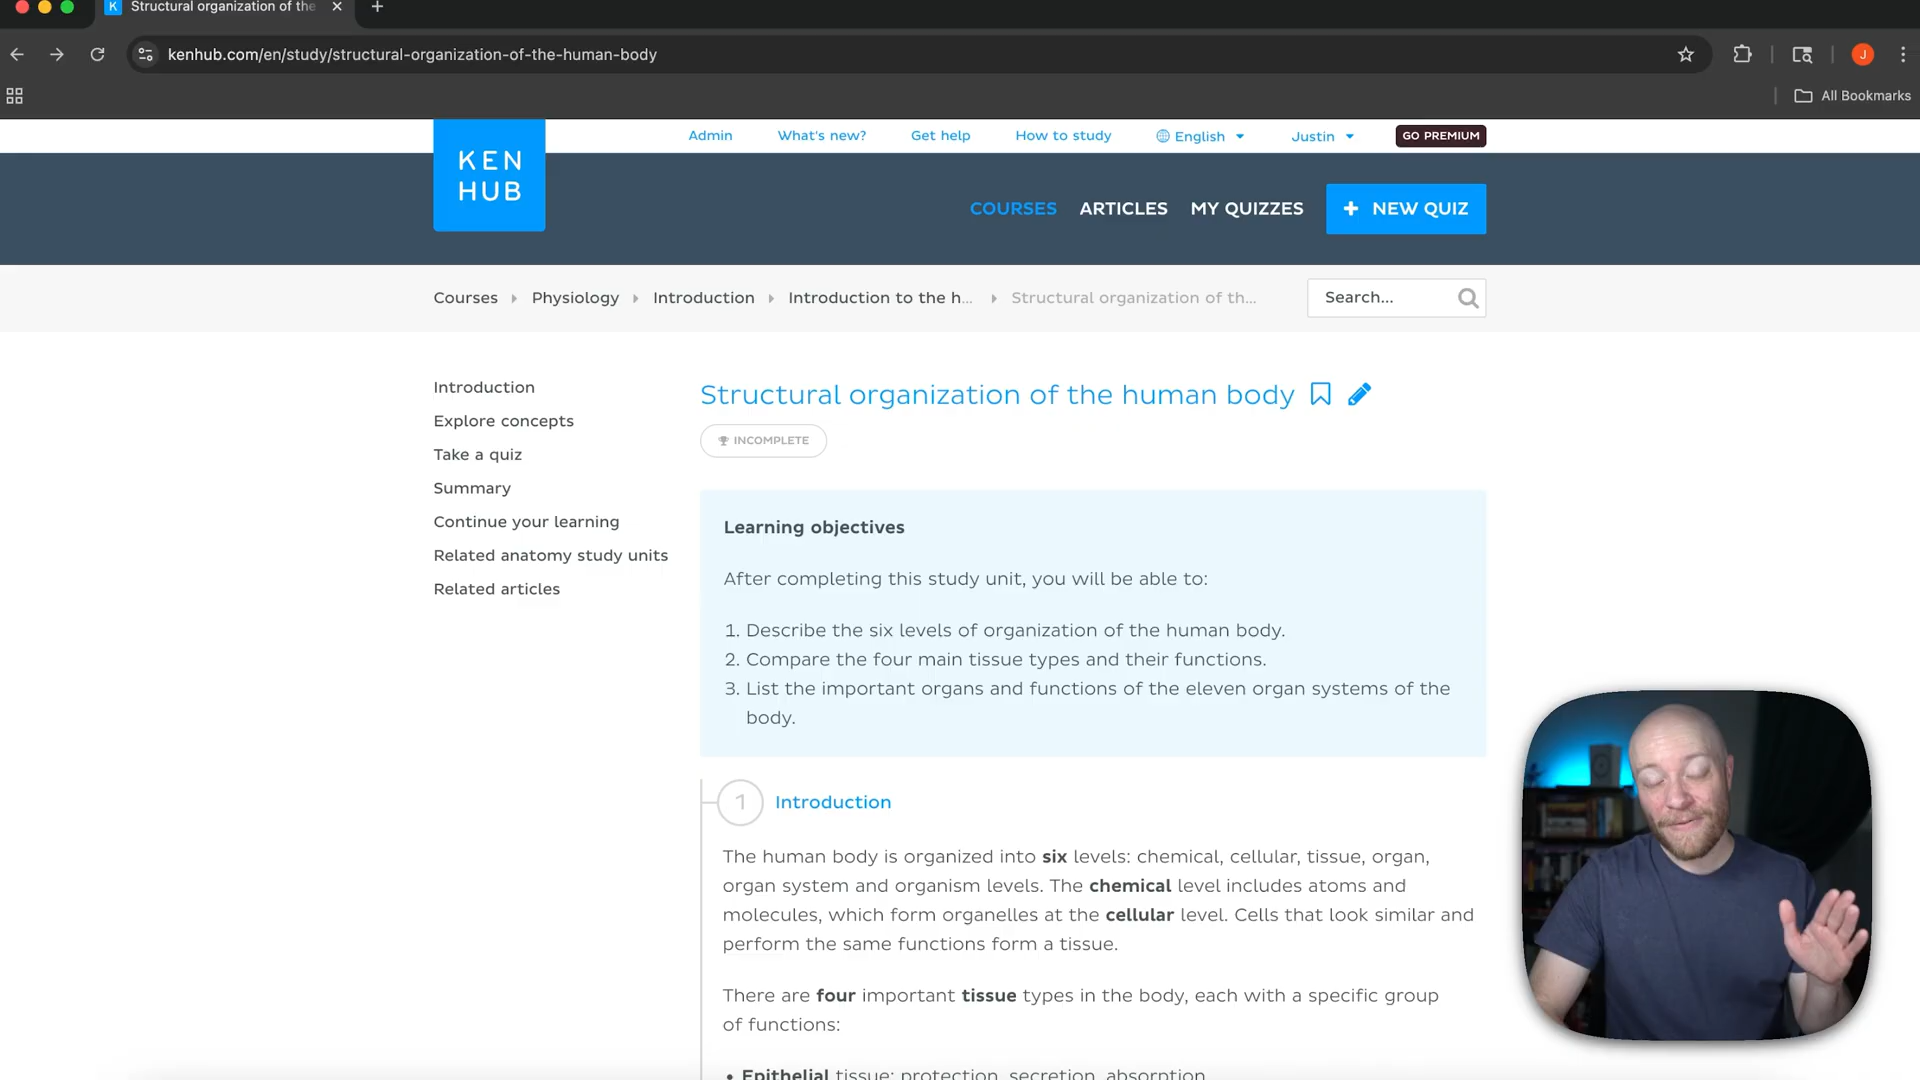 Structural organization of the
kenhub.com/en/study/structural-organization-of-the-human-body
J
All Bookmarks
Admin
What's new?
Get help
How to study
English
Justin
GO PREMIUM
KEN
HUB
COURSES
ARTICLES
MY QUIZZES
+ NEW QUIZ
Courses
Physiology
Introduction
Introduction to the h...
Structural organization of th...
Search...
Introduction
Explore concepts
Take a quiz
Summary
Continue your learning
Related anatomy study units
Related articles
Structural organization of the human body
INCOMPLETE
Learning objectives
After completing this study unit, you will be able to:
1. Describe the six levels of organization of the human body.
2. Compare the four main tissue types and their functions.
3. List the important organs and functions of the eleven organ systems of the
body.
1
Introduction
The human body is organized into six levels: chemical, cellular, tissue, organ,
organ system and organism levels. The chemical level includes atoms and
molecules, which form organelles at the cellular level. Cells that look similar and
perform the same functions form a tissue.
There are four important tissue types in the body, each with a specific group
of functions:
• Epithelial tissue: protection, secretion, absorption